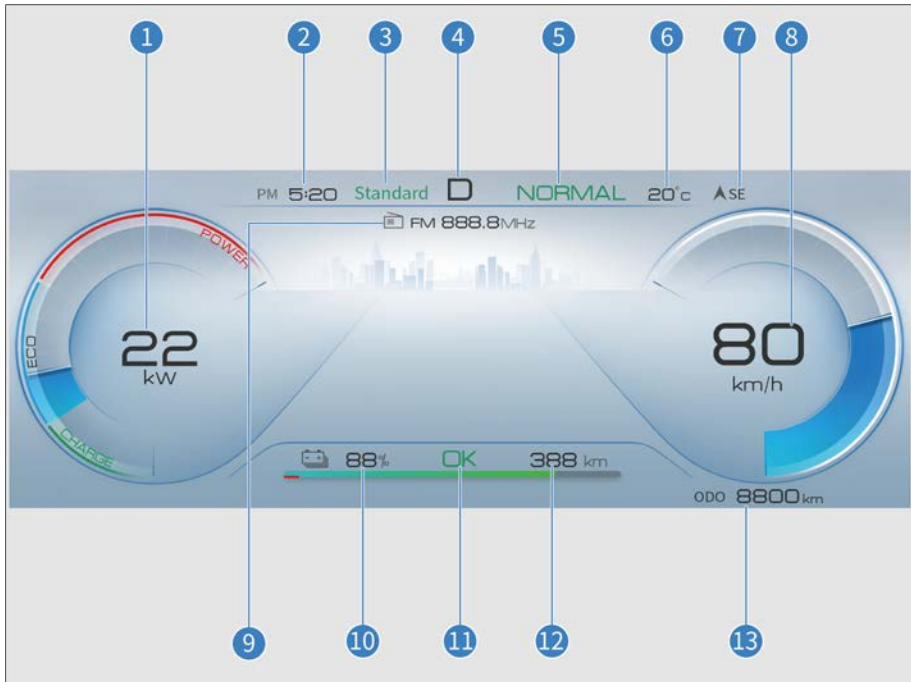 1 2 3 4 5 6 7 8
PM 5:20 Standard D NORMAL 20°c SE
FM 888.8MHz
POWER
ECO
CHARGE
22
kW
80
km/h
88% OK 388 km
ODO 8800km
9 10 11 12 13